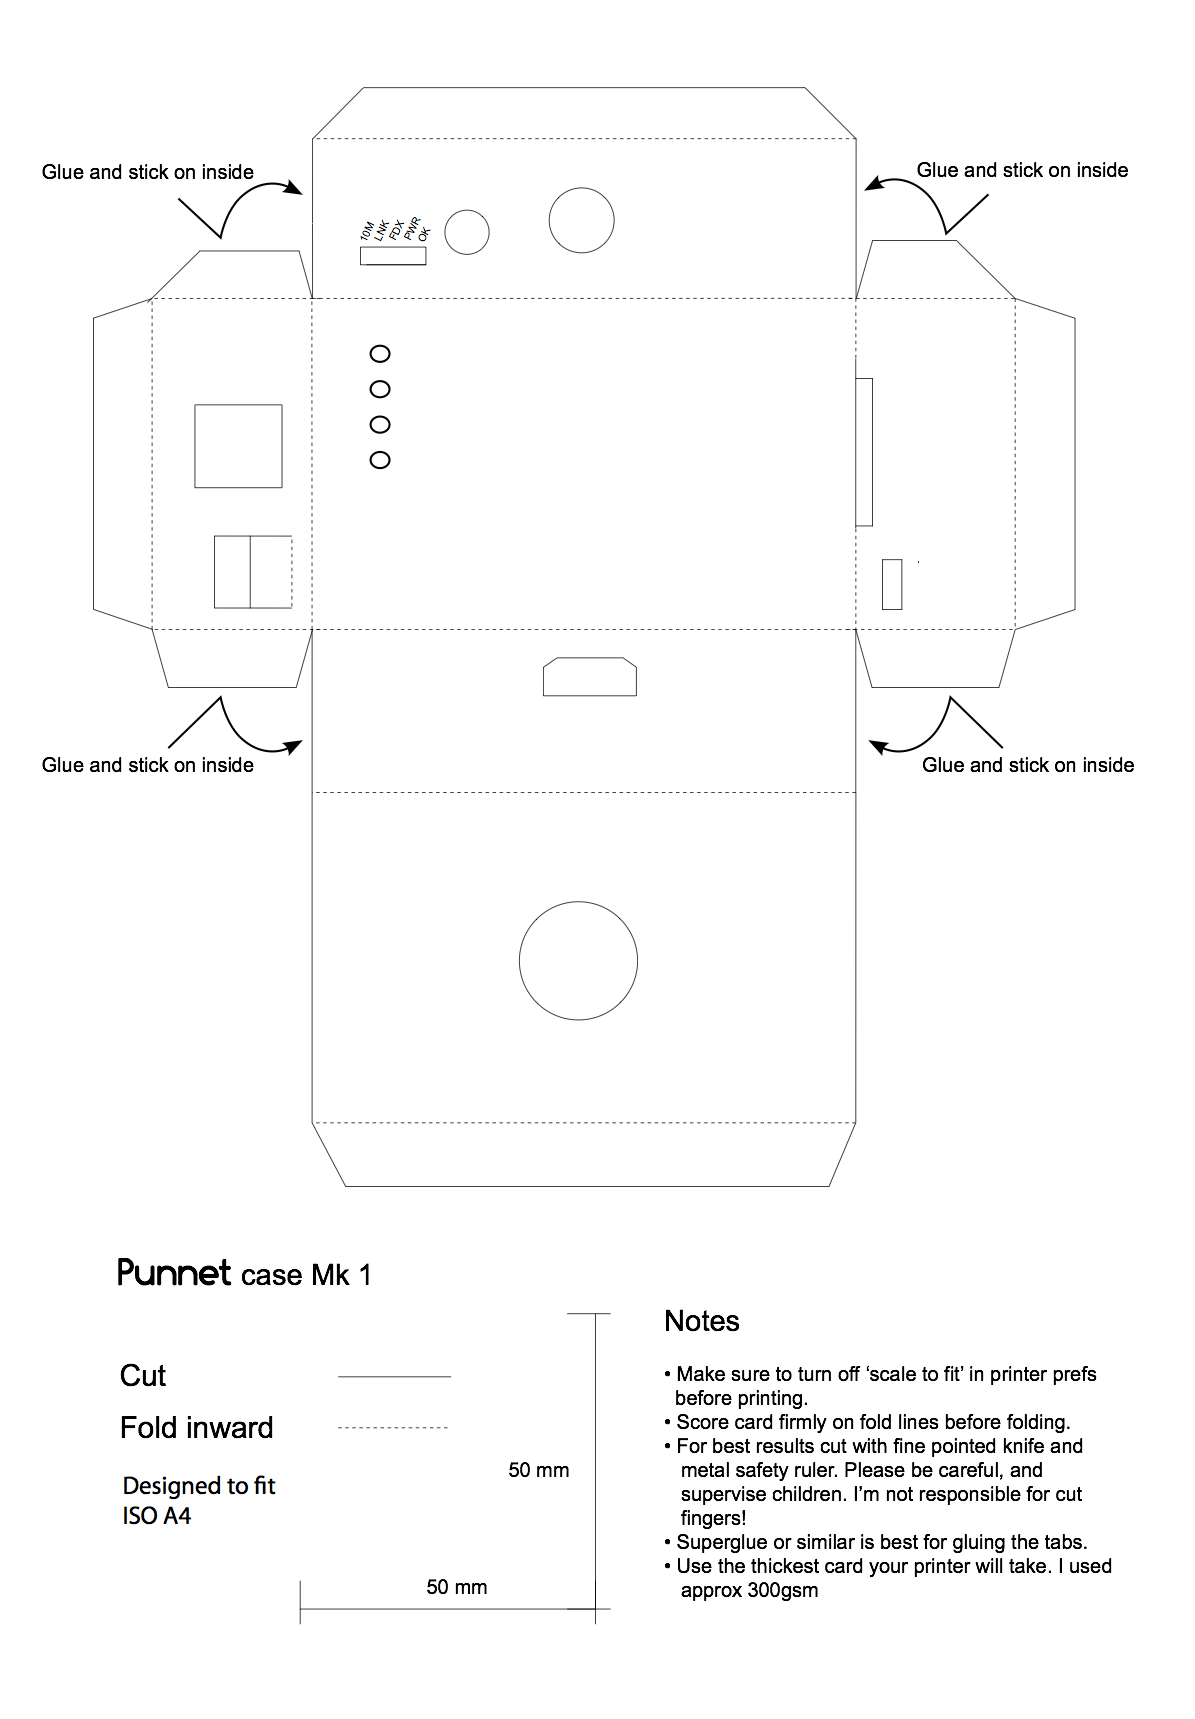 Glue and stick on inside
Glue and stick on inside
10M
LNK
FDX
PWR
OK
Glue and stick on inside
Glue and stick on inside
Punnet case Mk 1
Cut
Fold inward
Designed to fit
ISO A4
50 mm
50 mm
Notes
• Make sure to turn off ‘scale to fit’ in printer prefs
before printing.
• Score card firmly on fold lines before folding.
• For best results cut with fine pointed knife and
metal safety ruler. Please be careful, and
supervise children. I’m not responsible for cut
fingers!
• Superglue or similar is best for gluing the tabs.
• Use the thickest card your printer will take. I used
approx 300gsm